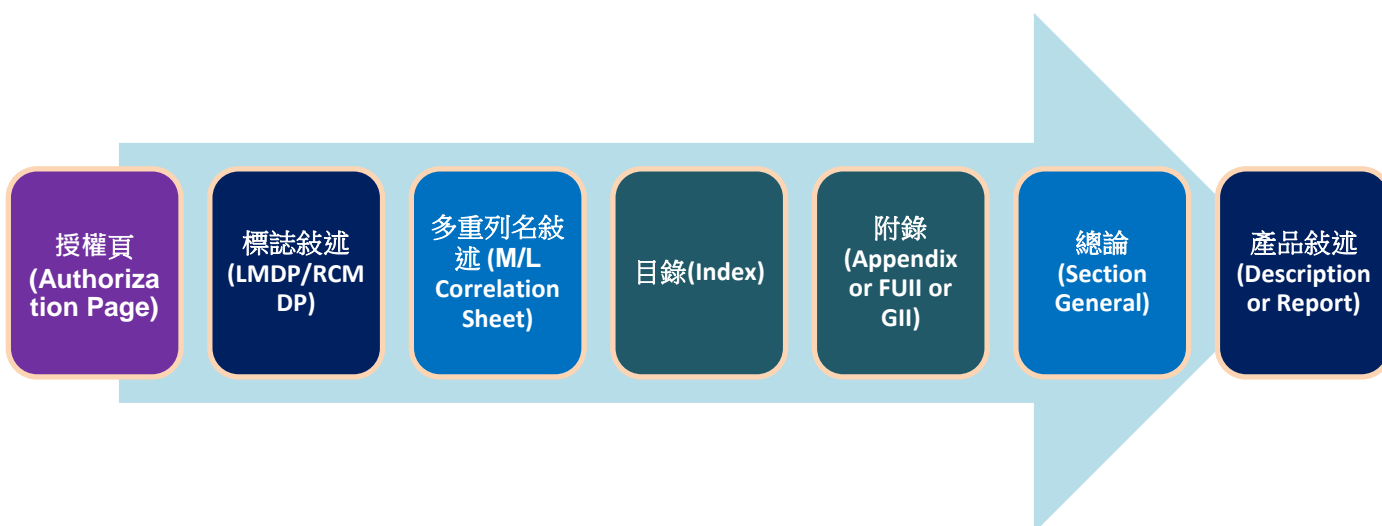 授權頁
(Authoriza
tion Page)
標誌敍述
(LMDP/RCM
DP)
多重列名敍
述 (M/L
Correlation
Sheet)
目錄(Index)
附錄
(Appendix
or FUII or
GII)
總論
(Section
General)
產品敍述
(Description
or Report)